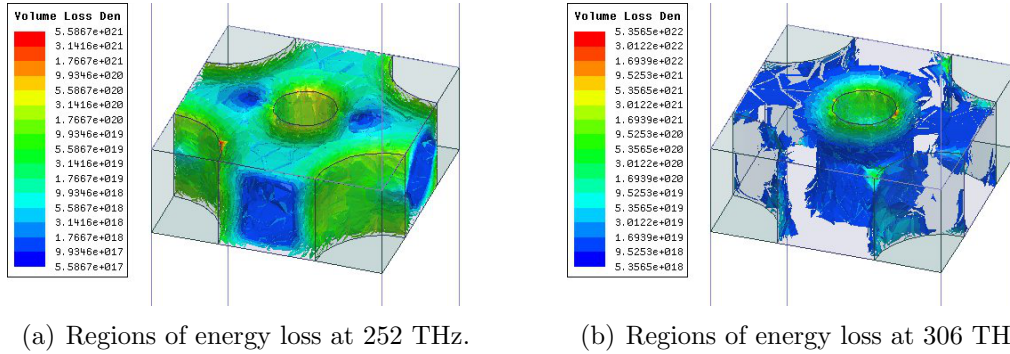 Volume Loss Den
5.5867e+021
3.1416e+021
1.7667e+021
9.9346e+020
5.5867e+020
3.1416e+020
1.7667e+020
9.9346e+019
5.5867e+019
3.1416e+019
1.7667e+019
9.9346e+018
5.5867e+018
3.1416e+018
1.7667e+018
9.9346e+017
5.5867e+017
(a) Regions of energy loss at 252 THz.
Volume Loss Den
5.3565e+022
3.0122e+022
1.6939e+022
9.5253e+021
5.3565e+021
3.0122e+021
1.6939e+021
9.5253e+020
5.3565e+020
3.0122e+020
1.6939e+020
9.5253e+019
5.3565e+019
3.0122e+019
1.6939e+019
9.5253e+018
5.3565e+018
(b) Regions of energy loss at 306 TH